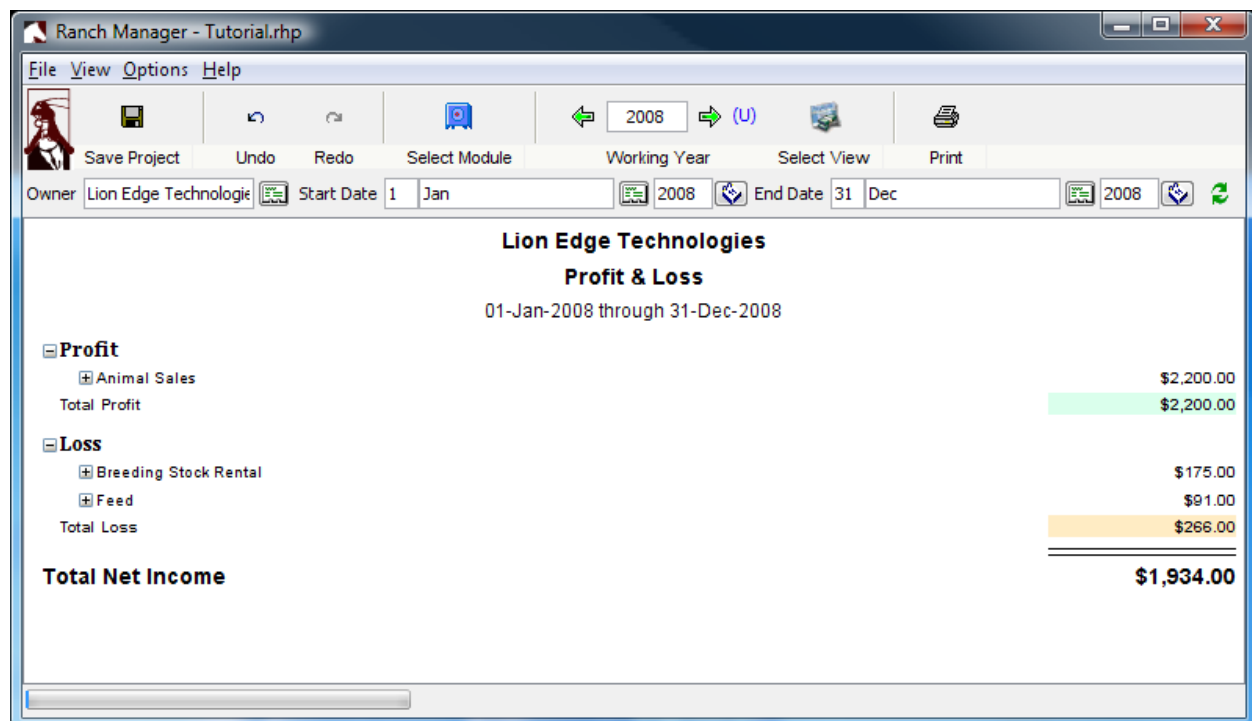 Ranch Manager - Tutorial.rhp
File View Options Help
2008 (U)
Save Project Undo Redo Select Module Working Year Select View Print
Owner Lion Edge Technologie Start Date 1 Jan 2008 End Date 31 Dec 2008
Lion Edge Technologies
Profit & Loss
01-Jan-2008 through 31-Dec-2008
Profit
Animal Sales $2,200.00
Total Profit $2,200.00
Loss
Breeding Stock Rental $175.00
Feed $91.00
Total Loss $266.00
Total Net Income $1,934.00